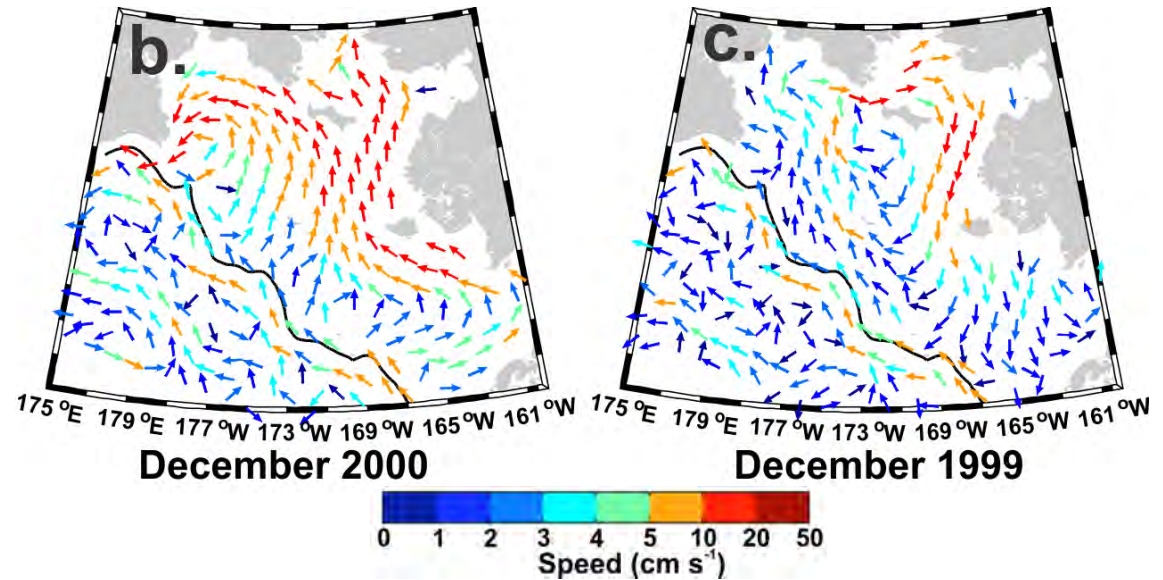 b.
c.
175 °E 179 °E 177 °W 173 °W 169 °W 165 °W 161 °W
175 °E 179 °E 177 °W 173 °W 169 °W 165 °W 161 °W
December 2000
December 1999
0 1 2 3 4 5 10 20 50
Speed (cm s⁻¹)